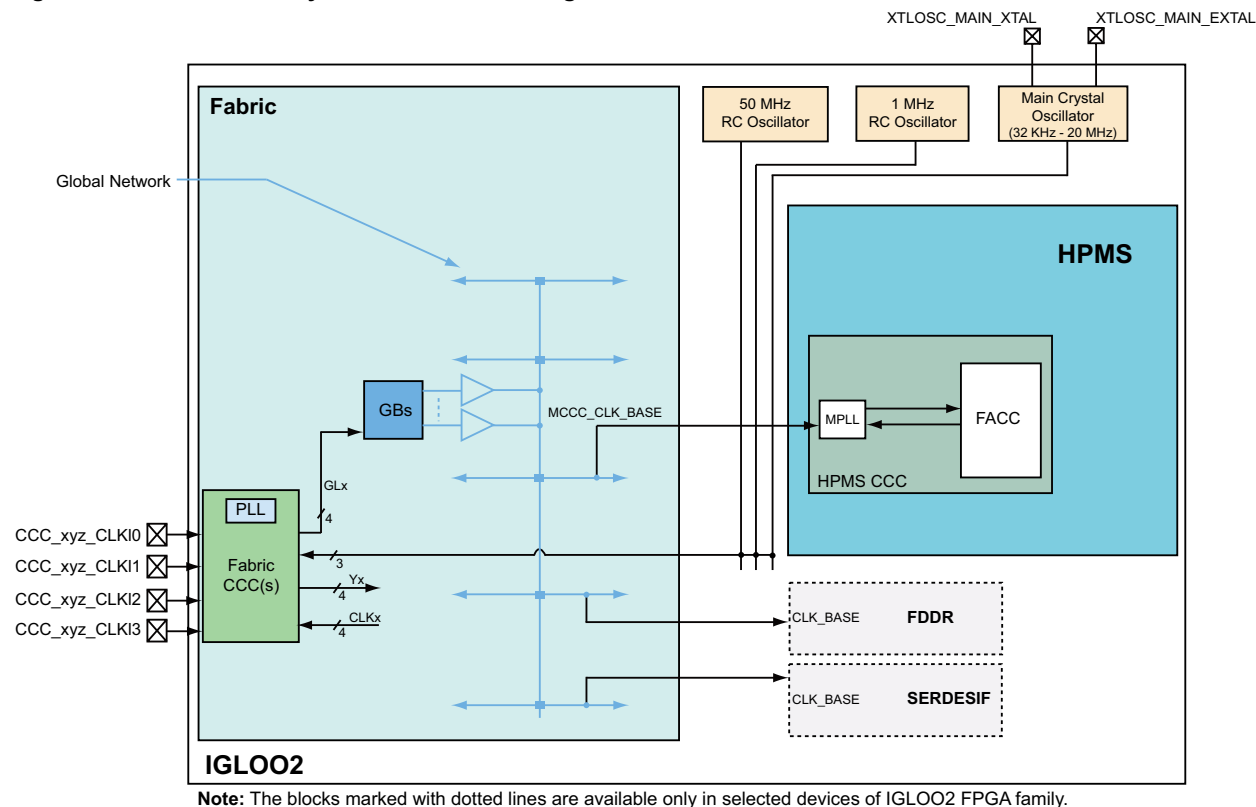 XTLOSC_MAIN_XTAL
XTLOSC_MAIN_EXTAL
Fabric
50 MHz
RC Oscillator
1 MHz
RC Oscillator
Main Crystal
Oscillator
(32 KHz - 20 MHz)
Global Network
HPMS
GBs
MCCC_CLK_BASE
MPLL
FACC
HPMS CCC
GLx
4
PLL
Fabric
CCC(s)
CCC_xyz_CLKI0
CCC_xyz_CLKI1
CCC_xyz_CLKI2
CCC_xyz_CLKI3
3
Yx
4
CLKx
4
CLK_BASE
FDDR
CLK_BASE
SERDESIF
IGLOO2
Note: The blocks marked with dotted lines are available only in selected devices of IGLOO2 FPGA family.